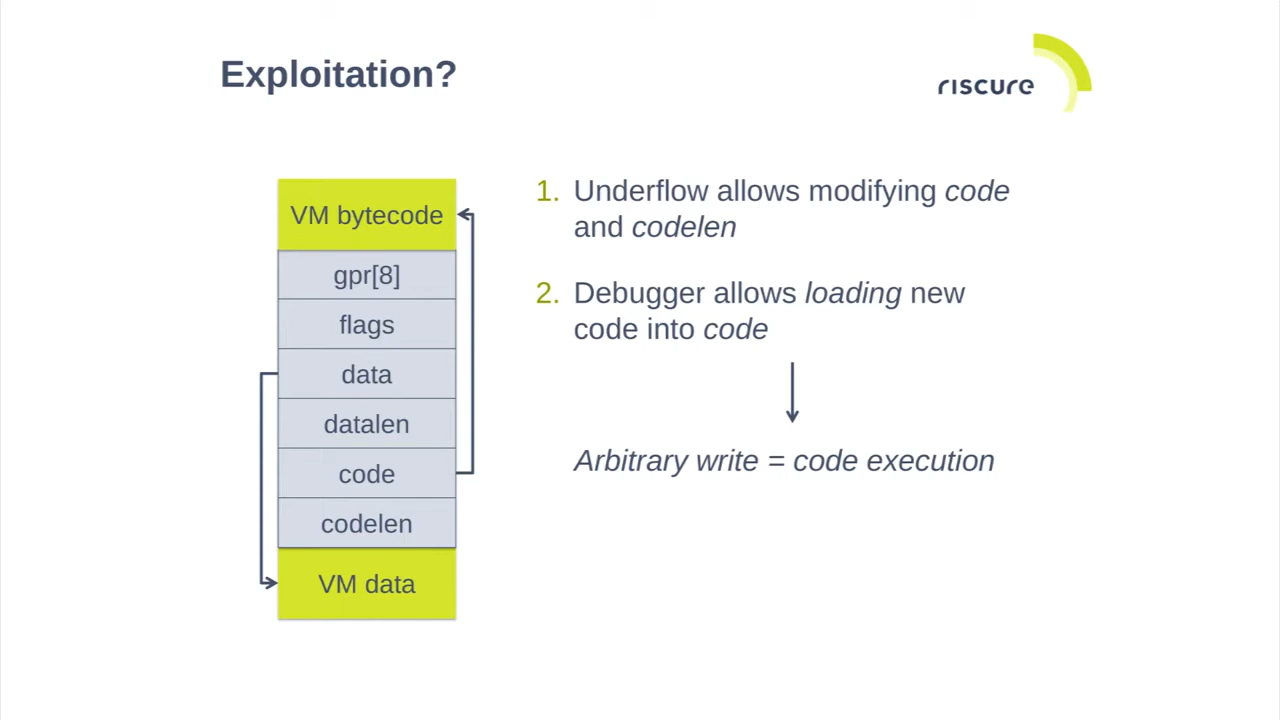 Exploitation?
riscure
VM bytecode
gpr[8]
flags
data
datalen
code
codelen
VM data
1. Underflow allows modifying code
and codelen
2. Debugger allows loading new
code into code
Arbitrary write = code execution